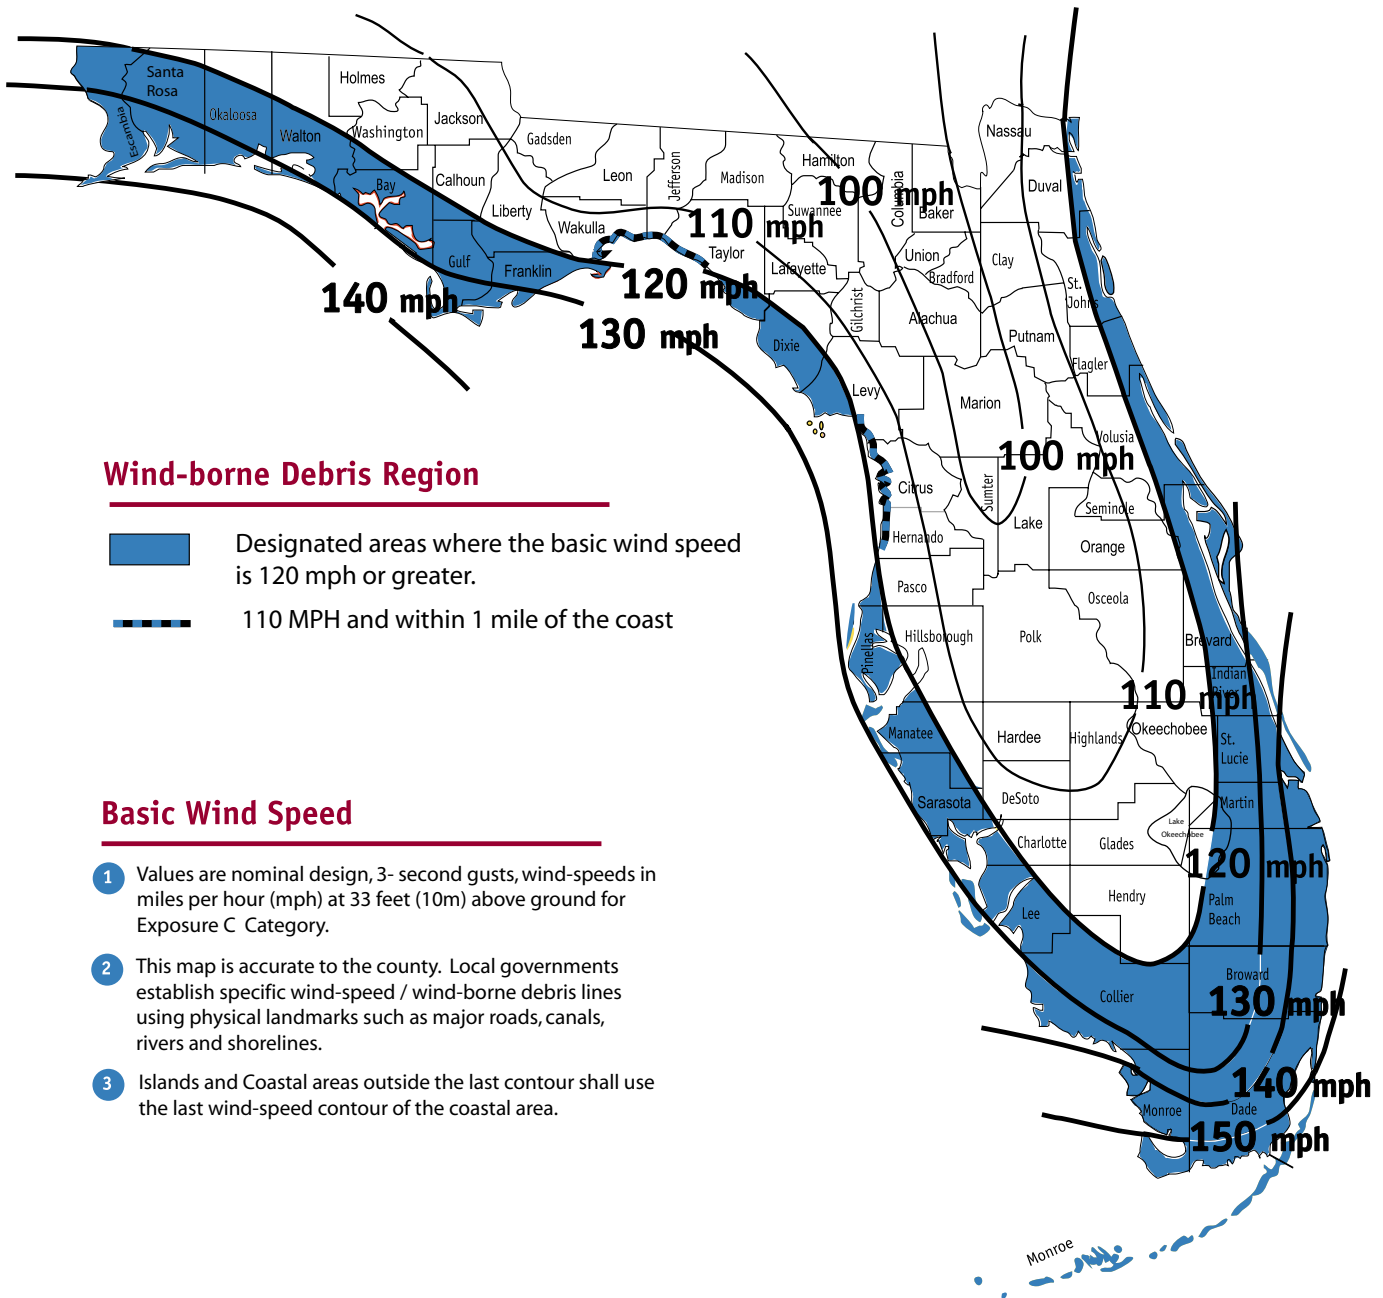 Holmes
Santa
Rosa
Escambia
Okaloosa
Walton
Washington
Jackson
Bay
Calhoun
Gulf
Liberty
Franklin
Gadsden
Leon
Wakulla
Jefferson
Madison
Taylor
Hamilton
Suwannee
Lafayette
Columbia
Baker
Nassau
Duval
Union
Bradford
Clay
St.
Johns
Gilchrist
Alachua
Putnam
Flagler
Dixie
Levy
Marion
Volusia
Citrus
Sumter
Lake
Seminole
Hernando
Orange
Pasco
Osceola
Pinellas
Hillsborough
Polk
Brevard
Indian
River
Manatee
Hardee
Highlands
Okeechobee
St.
Lucie
Sarasota
DeSoto
Martin
Lake
Okeechobee
Charlotte
Glades
Lee
Hendry
Palm
Beach
Collier
Broward
Monroe
Dade
Monroe
100 mph
110 mph
120 mph
130 mph
140 mph
100 mph
110 mph
120 mph
130 mph
140 mph
150 mph
Wind-borne Debris Region
Designated areas where the basic wind speed
is 120 mph or greater.
110 MPH and within 1 mile of the coast
Basic Wind Speed
1 Values are nominal design, 3- second gusts, wind-speeds in
miles per hour (mph) at 33 feet (10m) above ground for
Exposure C Category.
2 This map is accurate to the county. Local governments
establish specific wind-speed / wind-borne debris lines
using physical landmarks such as major roads, canals,
rivers and shorelines.
3 Islands and Coastal areas outside the last contour shall use
the last wind-speed contour of the coastal area.